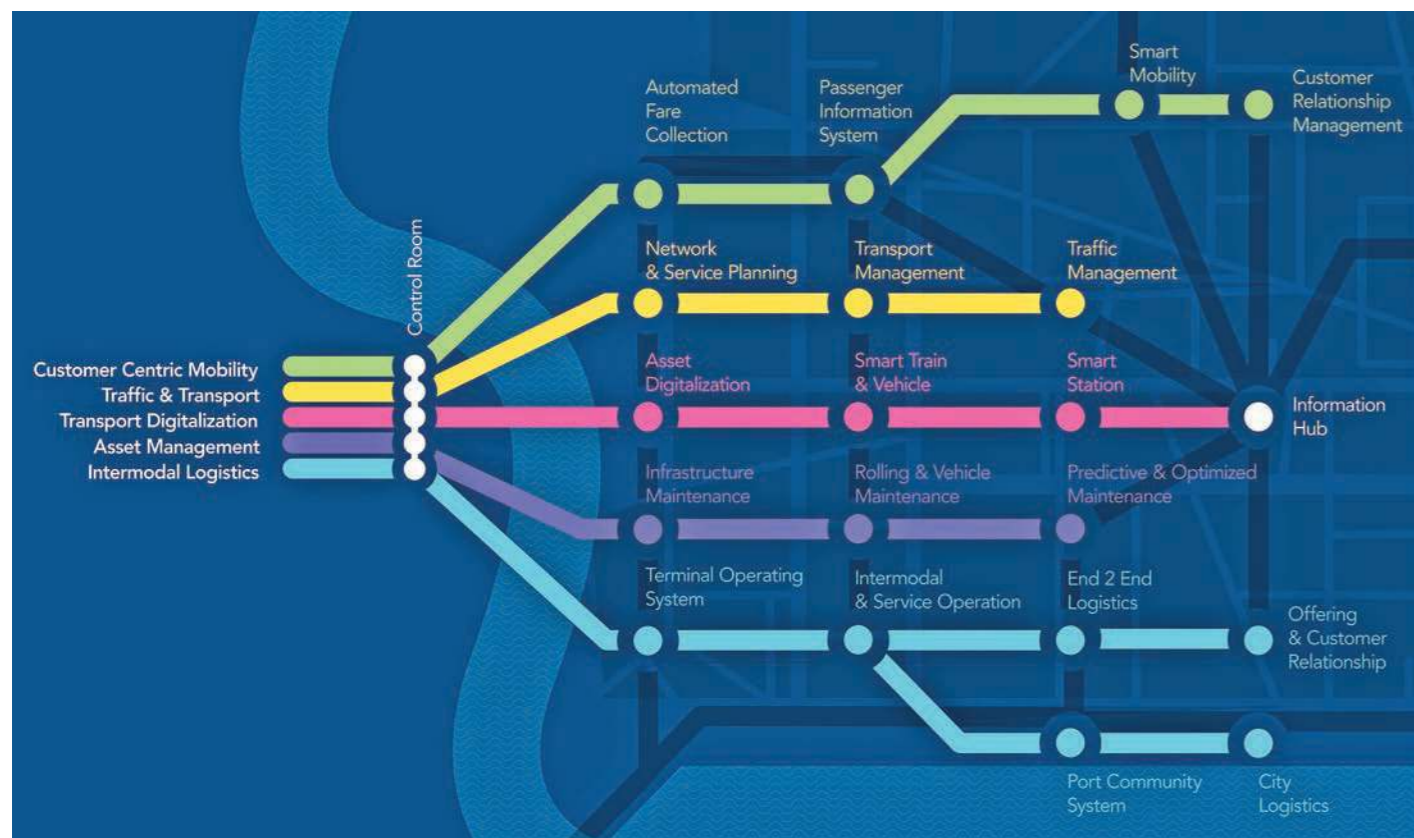 Smart
Mobility
Customer
Relationship
Management
Automated
Fare
Collection
Passenger
Information
System
Control Room
Network
& Service Planning
Transport
Management
Traffic
Management
Customer Centric Mobility
Traffic & Transport
Transport Digitalization
Asset Management
Intermodal Logistics
Asset
Digitalization
Smart Train
& Vehicle
Smart
Station
Information
Hub
Infrastructure
Maintenance
Rolling & Vehicle
Maintenance
Predictive & Optimized
Maintenance
Terminal Operating
System
Intermodal
& Service Operation
End 2 End
Logistics
Offering
& Customer
Relationship
Port Community
System
City
Logistics